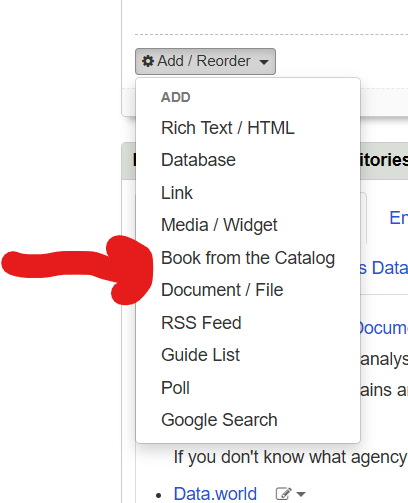 Add / Reorder
ADD
Rich Text / HTML
Database
Link
Media / Widget
Book from the Catalog
Document / File
RSS Feed
Guide List
Poll
Google Search
itories
En
s Data
Docum
analys
ains a
If you don't know what agency
Data.world